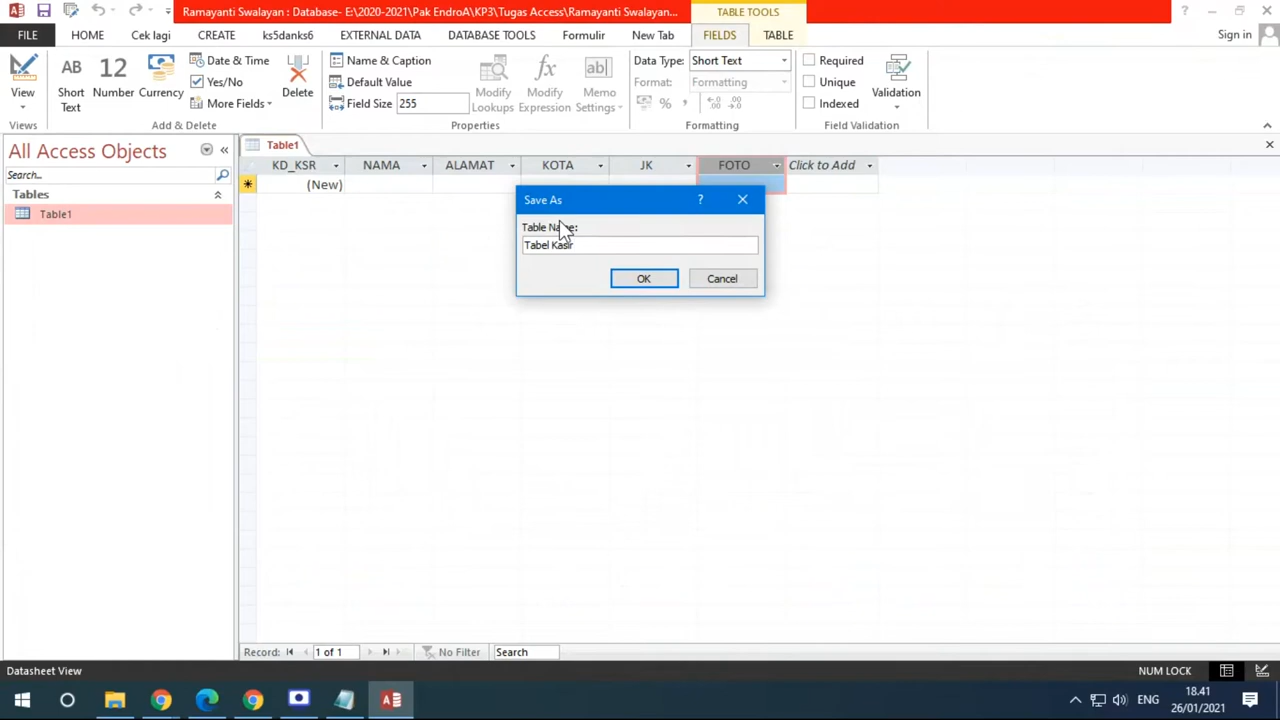 Ramayanti Swalayan : Database- E:\2020-2021\Pak EndroA\KP3\Tugas Access\Ramayanti Swalayan...
TABLE TOOLS
Sign in
FILE HOME Cek lagi CREATE ks5danks6 EXTERNAL DATA DATABASE TOOLS Formulir New Tab FIELDS TABLE
View
Views
AB
Short Text
12
Number
Currency
Date & Time
Yes/No
More Fields
Delete
Add & Delete
Name & Caption
Default Value
Field Size 255
Modify Lookups
fx
Modify Expression
ab|
Memo Settings
Properties
Data Type: Short Text
Format: Formatting
%
Formatting
Required
Unique
Indexed
Validation
Field Validation
All Access Objects
Search...
Tables
Table1
Table1
KD_KSR NAMA ALAMAT KOTA JK FOTO Click to Add
(New)
Save As
Tabel Kasir
OK Cancel
Record: 1 of 1 No Filter Search
Datasheet View
NUM LOCK
ENG
18.41
26/01/2021